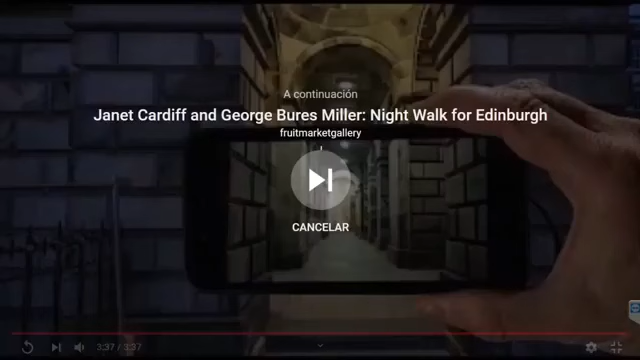 A continuación
Janet Cardiff and George Bures Miller: Night Walk for Edinburgh
fruitmarketgallery
CANCELAR
3:37 / 3:37